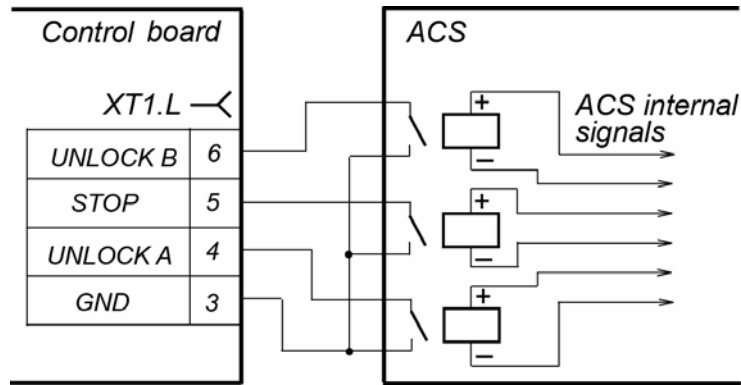 Control board
ACS
XT1.L
UNLOCK B 6
STOP 5
UNLOCK A 4
GND 3
+
−
+
−
+
−
ACS internal
signals